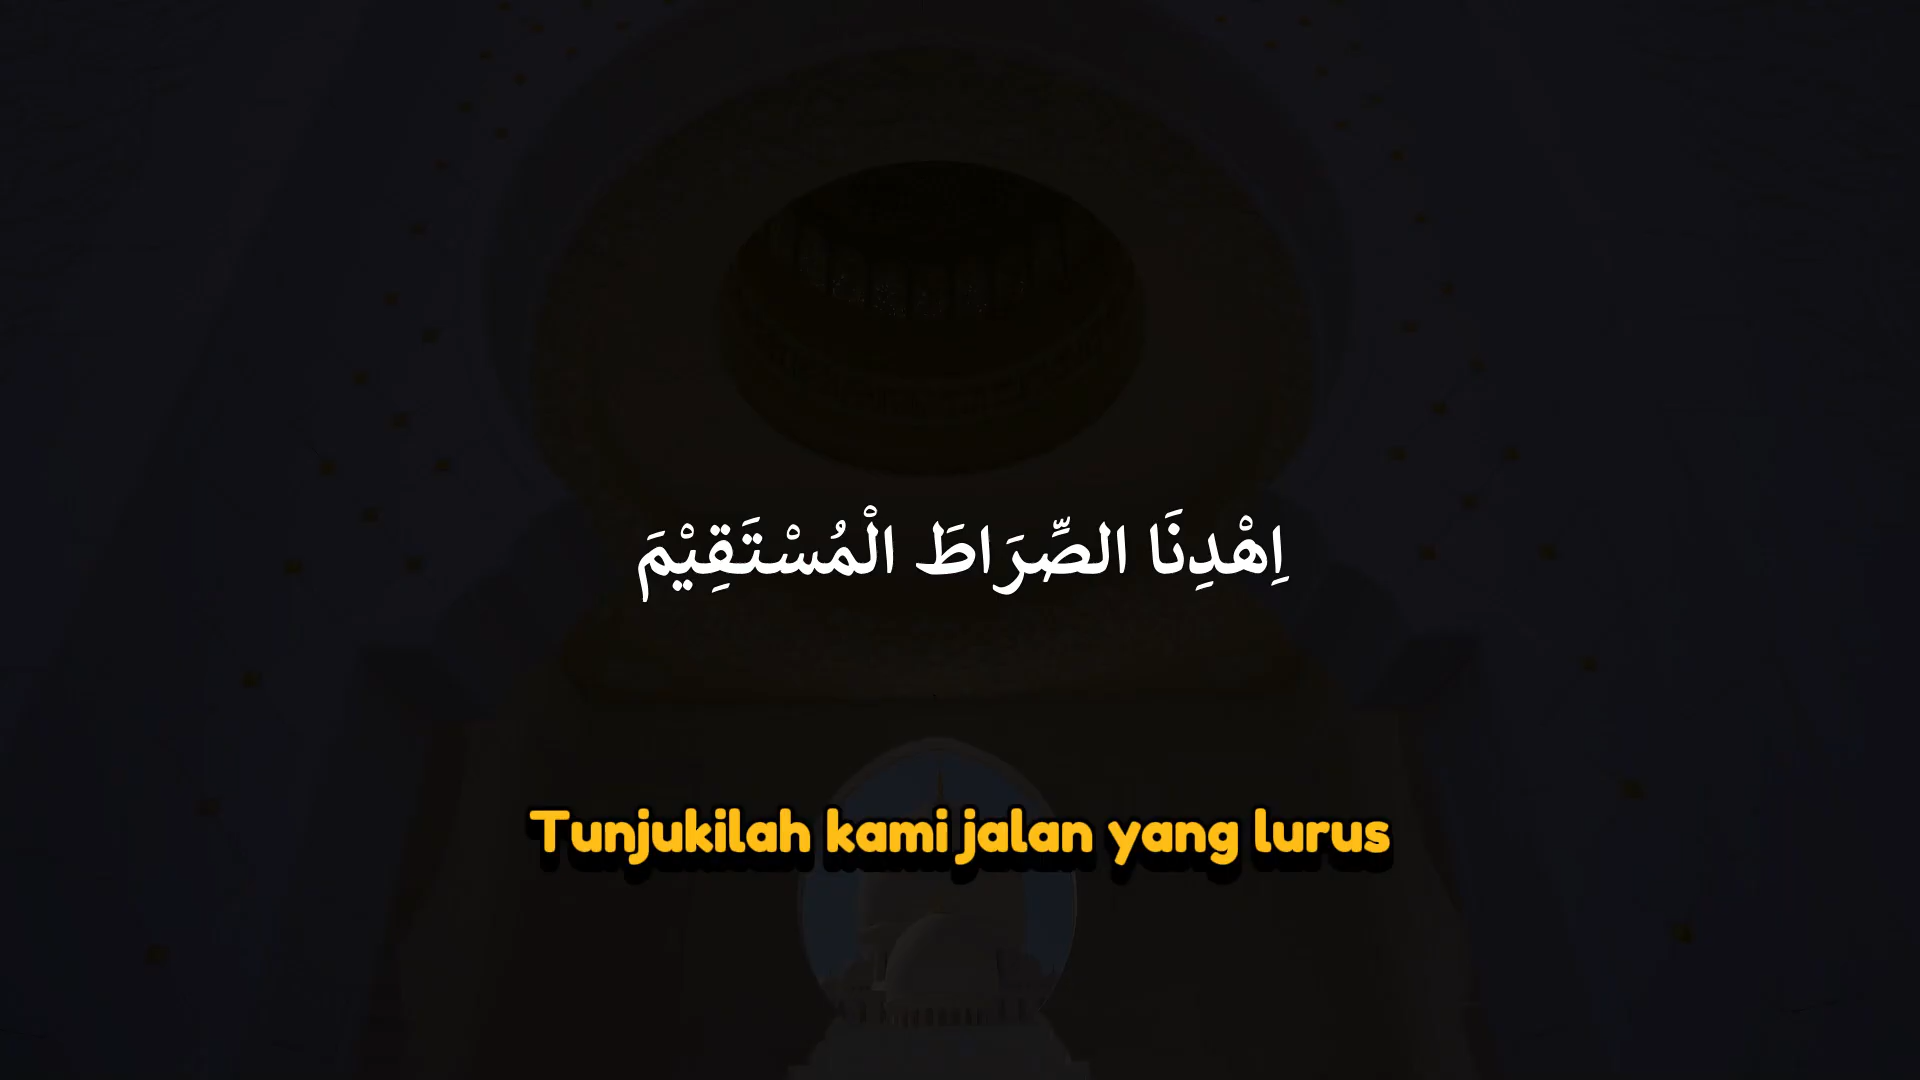 اِهْدِنَا الصِّرَاطَ الْمُسْتَقِيْمَ
Tunjukilah kami jalan yang lurus